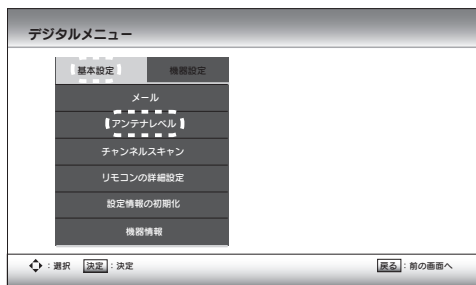 デジタルメニュー
基本設定 機器設定
メール
アンテナレベル
チャンネルスキャン
リモコンの詳細設定
設定情報の初期化
機器情報
：選択 決定：決定 戻る：前の画面へ